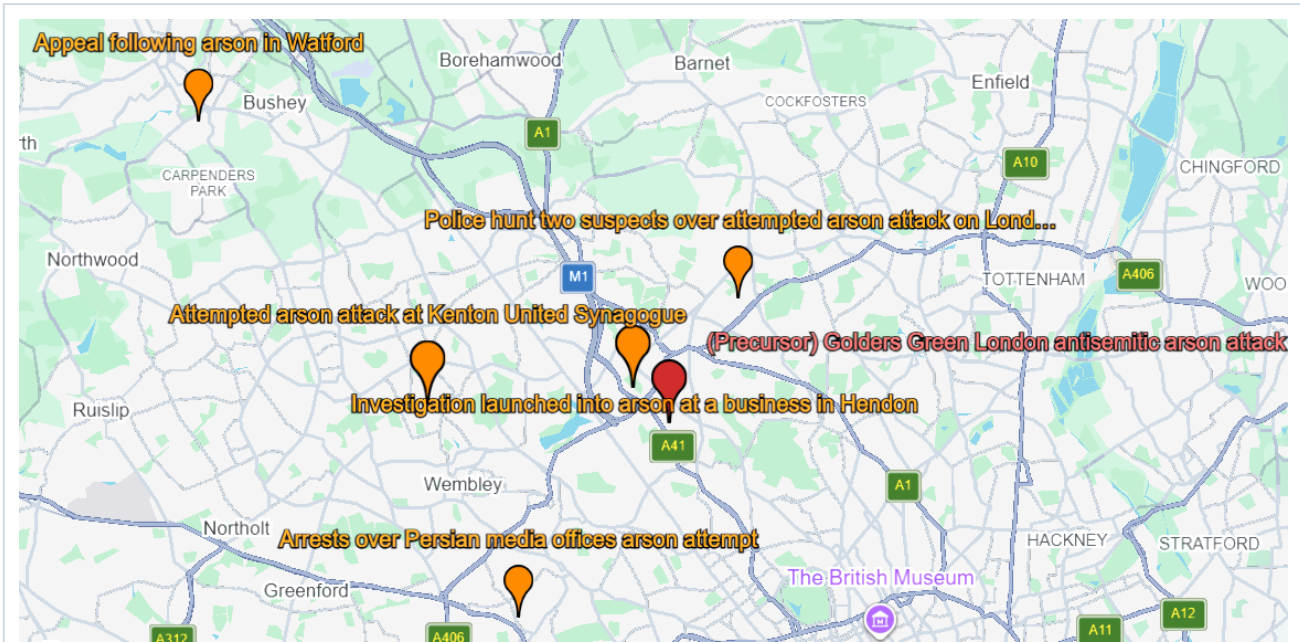 Appeal following arson in Watford
Borehamwood
Barnet
Enfield
Bushey
COCKFOSTERS
A1
rth
A10
CHINGFORD
CARPENDERS
PARK
Police hunt two suspects over attempted arson attack on Lond...
Northwood
M1
TOTTENHAM
A406
WOO
Attempted arson attack at Kenton United Synagogue
(Precursor) Golders Green London antisemitic arson attack
Ruislip
Investigation launched into arson at a business in Hendon
A41
Wembley
A1
Northolt
Arrests over Persian media offices arson attempt
HACKNEY
STRATFORD
Greenford
The British Museum
A312
A406
A11
A12